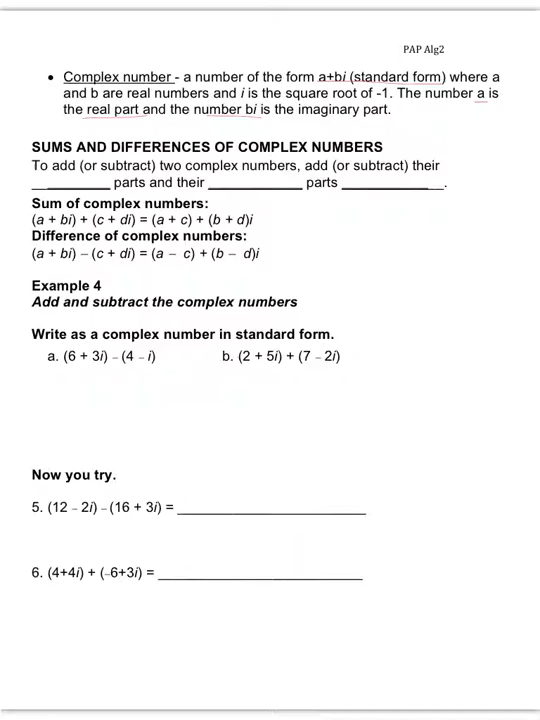 PAP Alg2
• Complex number - a number of the form a+bi (standard form) where a
and b are real numbers and i is the square root of -1. The number a is
the real part and the number bi is the imaginary part.
SUMS AND DIFFERENCES OF COMPLEX NUMBERS
To add (or subtract) two complex numbers, add (or subtract) their
__________ parts and their ____________ parts _____________.
Sum of complex numbers:
(a + bi) + (c + di) = (a + c) + (b + d)i
Difference of complex numbers:
(a + bi) – (c + di) = (a – c) + (b – d)i
Example 4
Add and subtract the complex numbers
Write as a complex number in standard form.
a. (6 + 3i) – (4 – i) b. (2 + 5i) + (7 – 2i)
Now you try.
5. (12 – 2i) – (16 + 3i) = ________________________
6. (4+4i) + (–6+3i) = __________________________